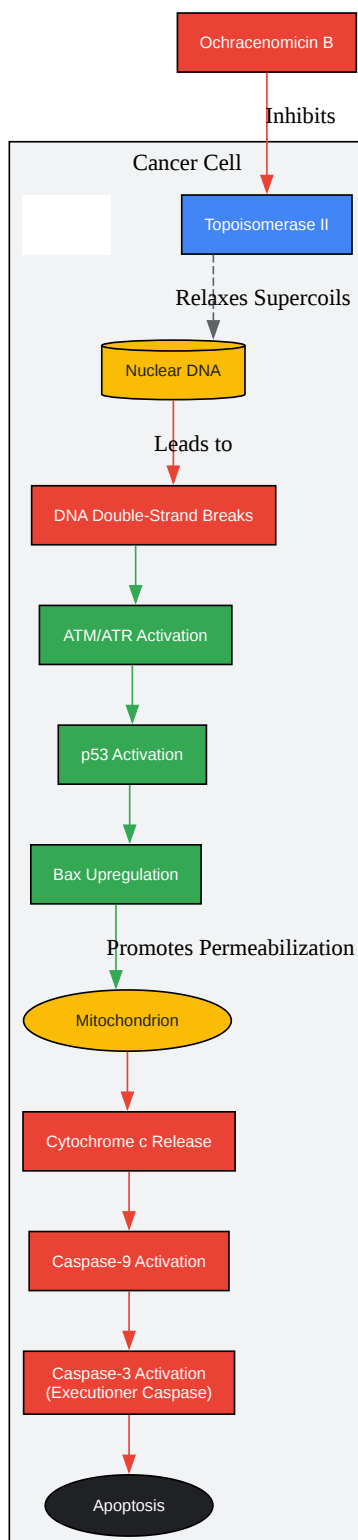 Ochracenomicin B
Inhibits
Cancer Cell
Topoisomerase II
Relaxes Supercoils
Nuclear DNA
Leads to
DNA Double-Strand Breaks
ATM/ATR Activation
p53 Activation
Bax Upregulation
Promotes Permeabilization
Mitochondrion
Cytochrome c Release
Caspase-9 Activation
Caspase-3 Activation
(Executioner Caspase)
Apoptosis